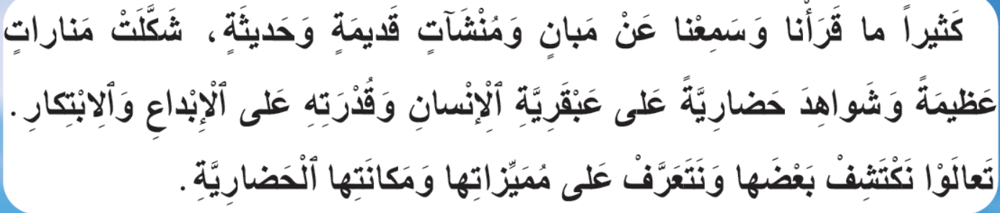 كَثيراً ما قَرَأْنا وَسَمِعْنا عَنْ مَبانٍ وَمُنْشَآتٍ قَديمَةٍ وَحَديثَةٍ، شَكَّلَتْ مَناراتٍ
عَظيمَةً وَشَواهِدَ حَضارِيَّةً عَلى عَبْقَرِيَّةِ ٱلْإِنْسانِ وَقُدْرَتِهِ عَلى ٱلْإِبْداعِ وَٱلِابْتِكارِ.
تَعالَوْا نَكْتَشِفْ بَعْضَها وَنَتَعَرَّفْ عَلى مُمَيِّزاتِها وَمَكانَتِها ٱلْحَضارِيَّةِ.